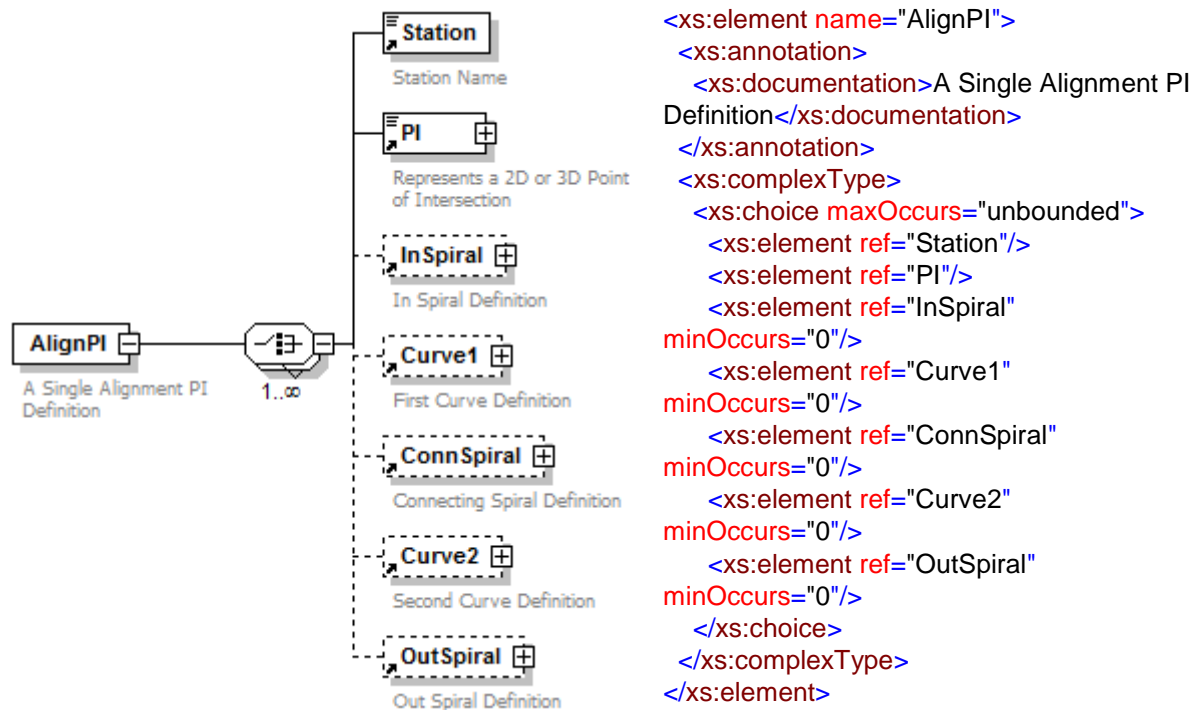 Station
Station Name
PI
Represents a 2D or 3D Point
of Intersection
InSpiral
In Spiral Definition
AlignPI
A Single Alignment PI
Definition
1..∞
Curve1
First Curve Definition
ConnSpiral
Connecting Spiral Definition
Curve2
Second Curve Definition
OutSpiral
Out Spiral Definition
<xs:element name="AlignPI">
<xs:annotation>
<xs:documentation>A Single Alignment PI
Definition</xs:documentation>
</xs:annotation>
<xs:complexType>
<xs:choice maxOccurs="unbounded">
<xs:element ref="Station"/>
<xs:element ref="PI"/>
<xs:element ref="InSpiral"
minOccurs="0"/>
<xs:element ref="Curve1"
minOccurs="0"/>
<xs:element ref="ConnSpiral"
minOccurs="0"/>
<xs:element ref="Curve2"
minOccurs="0"/>
<xs:element ref="OutSpiral"
minOccurs="0"/>
</xs:choice>
</xs:complexType>
</xs:element>